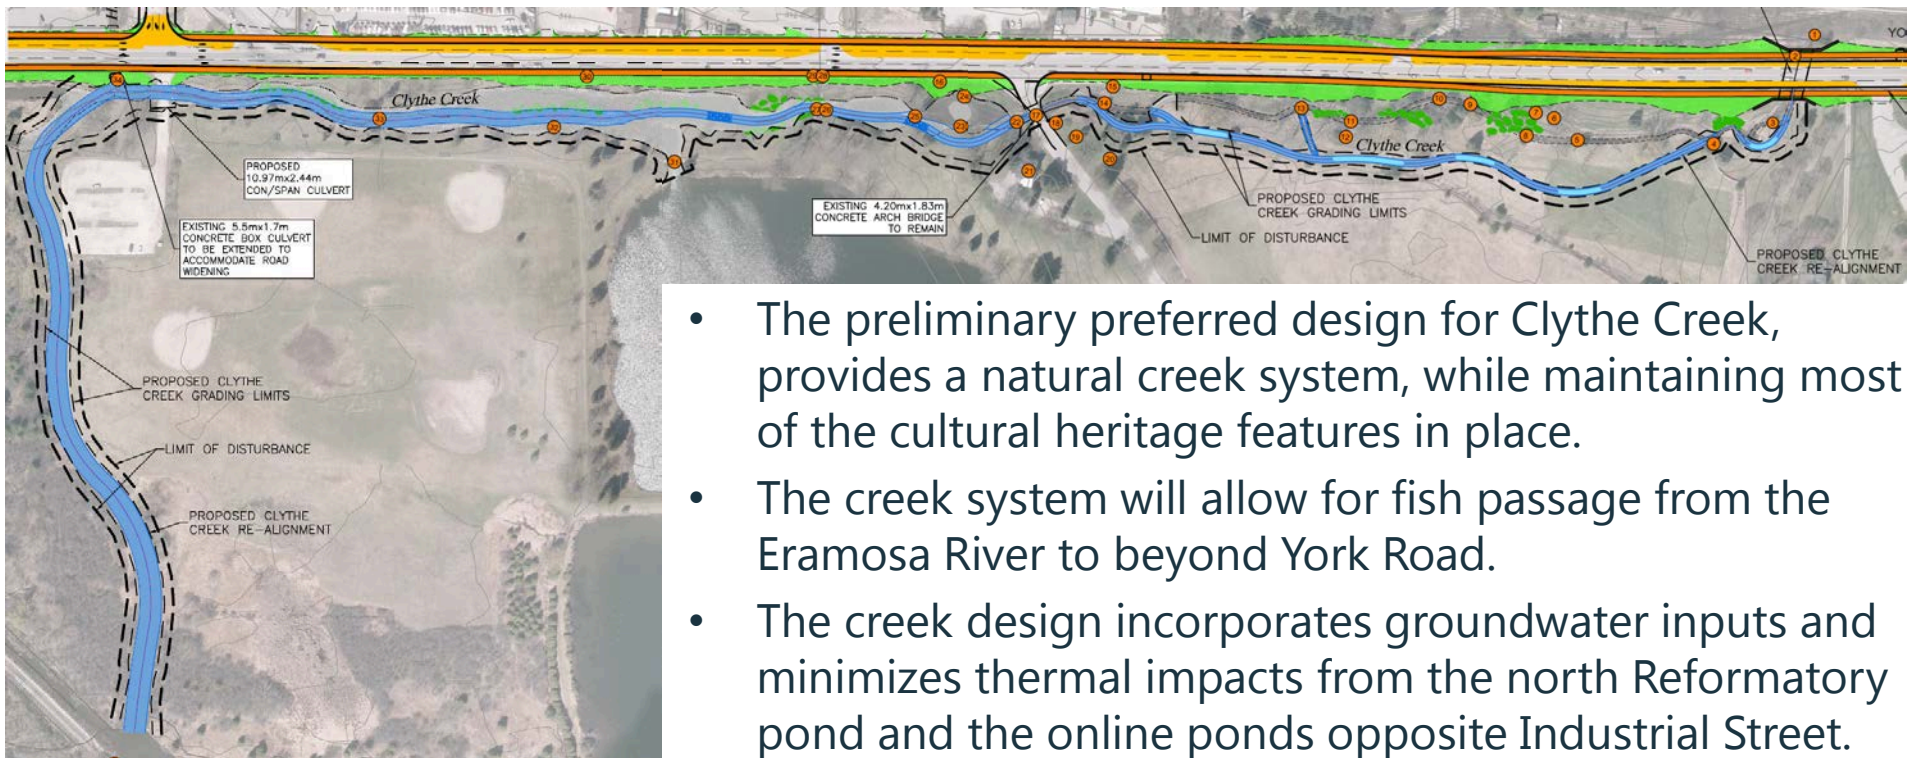 YO
Clythe Creek
Clythe Creek
PROPOSED
10.97mx2.44m
CON/SPAN CULVERT
EXISTING 5.5mx1.7m
CONCRETE BOX CULVERT
TO BE EXTENDED TO
ACCOMMODATE ROAD
WIDENING
EXISTING 4.20mx1.83m
CONCRETE ARCH BRIDGE
TO REMAIN
PROPOSED CLYTHE
CREEK GRADING LIMITS
LIMIT OF DISTURBANCE
PROPOSED CLYTHE
CREEK RE-ALIGNMENT
PROPOSED CLYTHE
CREEK GRADING LIMITS
LIMIT OF DISTURBANCE
PROPOSED CLYTHE
CREEK RE-ALIGNMENT
• The preliminary preferred design for Clythe Creek,
provides a natural creek system, while maintaining most
of the cultural heritage features in place.
• The creek system will allow for fish passage from the
Eramosa River to beyond York Road.
• The creek design incorporates groundwater inputs and
minimizes thermal impacts from the north Reformatory
pond and the online ponds opposite Industrial Street.